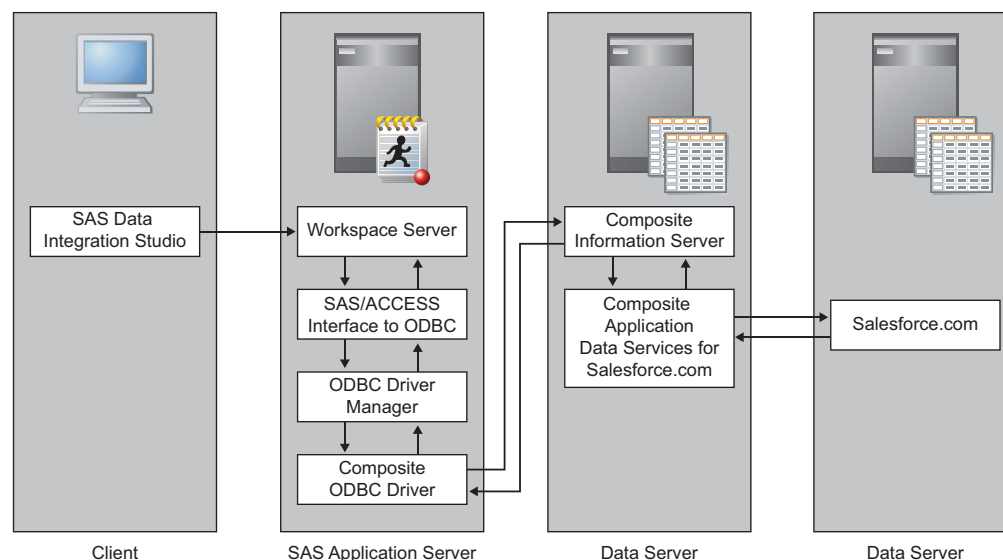 SAS Data
Integration Studio
Workspace Server
SAS/ACCESS
Interface to ODBC
ODBC Driver
Manager
Composite
ODBC Driver
Composite
Information Server
Composite
Application
Data Services for
Salesforce.com
Salesforce.com
Client
SAS Application Server
Data Server
Data Server